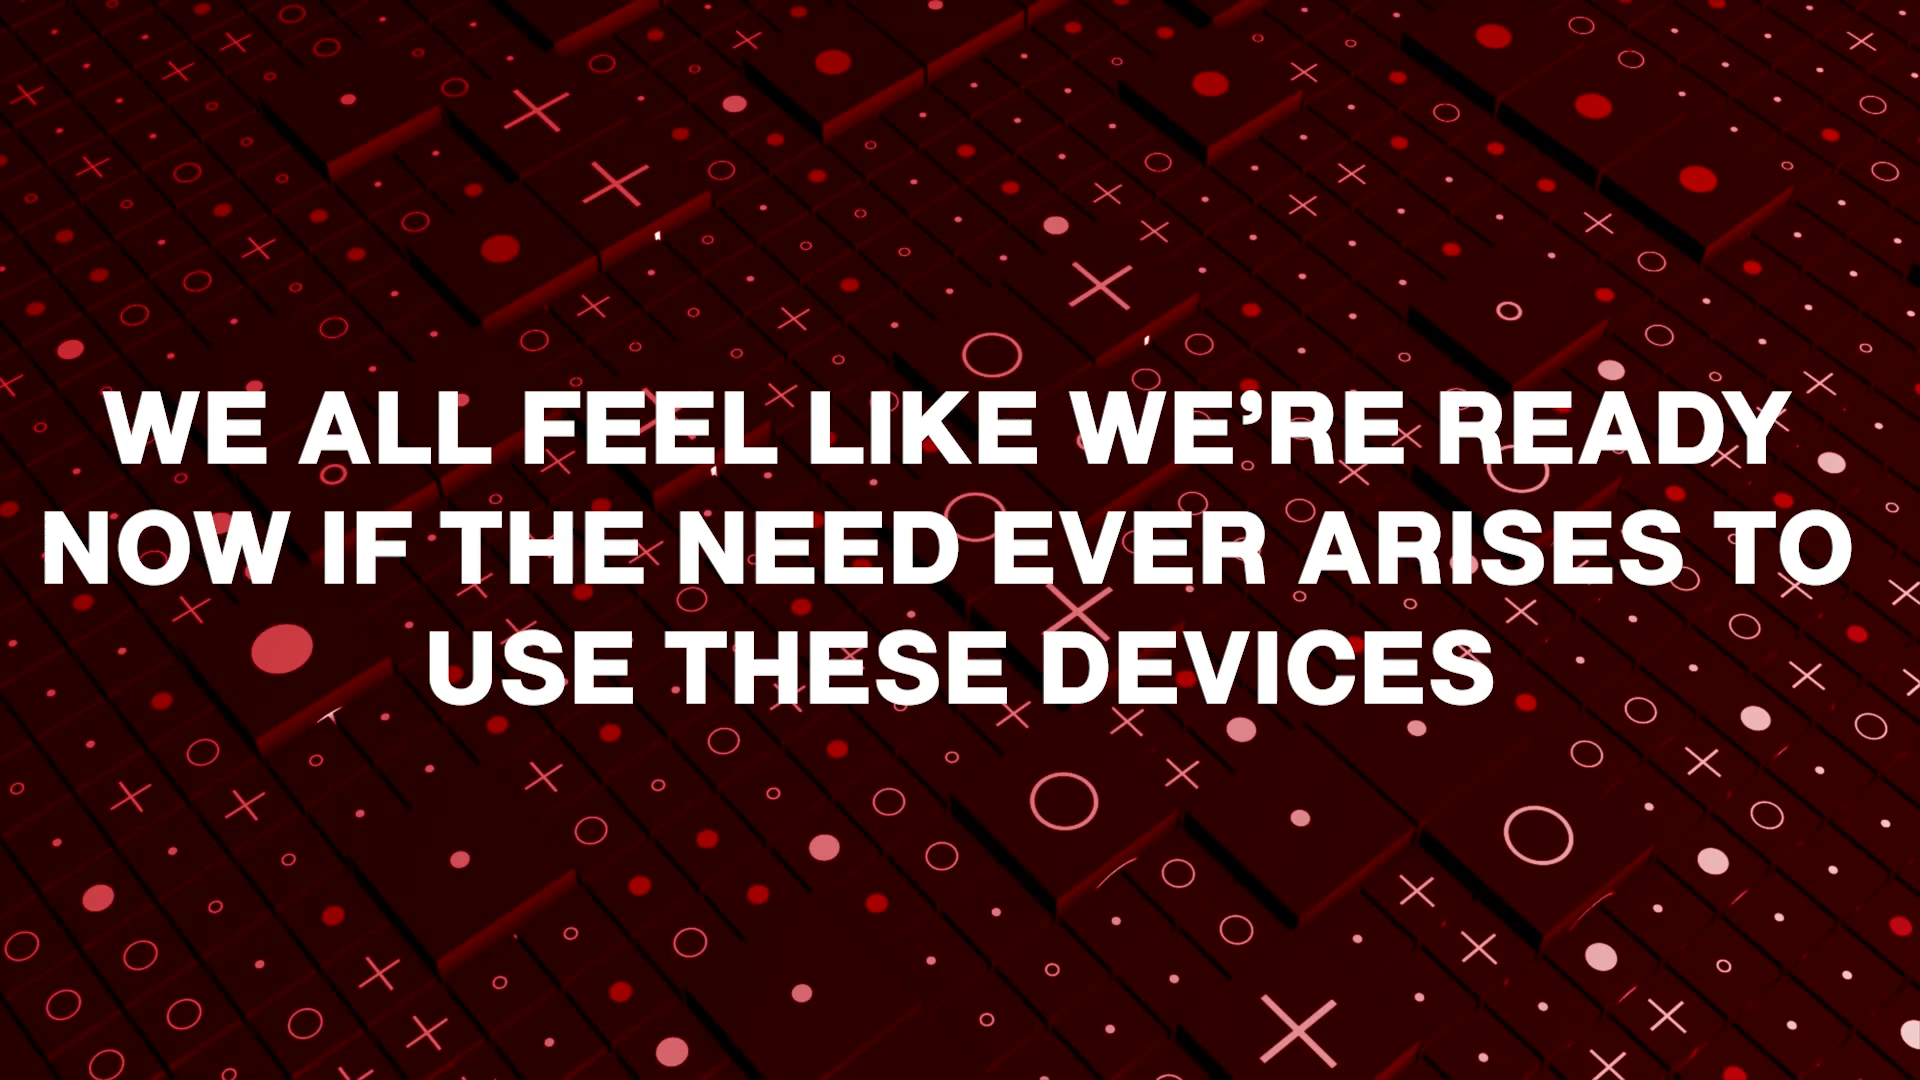 WE ALL FEEL LIKE WE’RE READY
NOW IF THE NEED EVER ARISES TO
USE THESE DEVICES